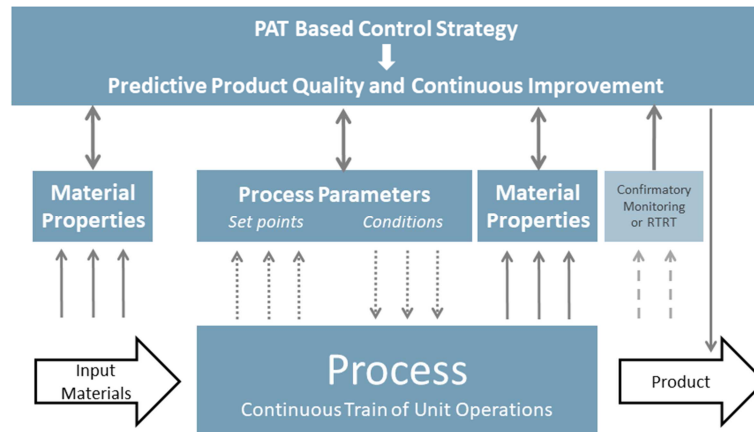 PAT Based Control Strategy
Predictive Product Quality and Continuous Improvement
Material
Properties
Process Parameters
Set points
Conditions
Material
Properties
Confirmatory
Monitoring
or RTRT
Input
Materials
Process
Continuous Train of Unit Operations
Product